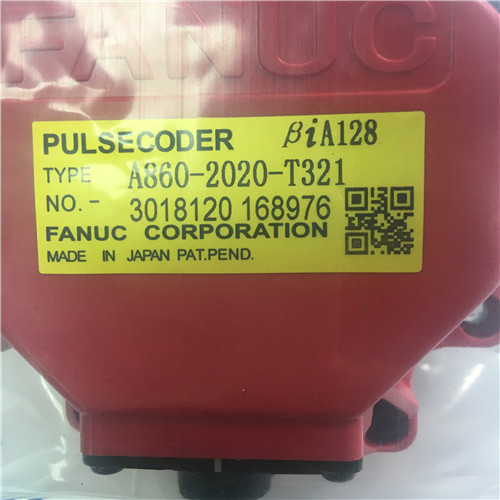 FANUC
PULSECODER βiA128
TYPE A860-2020-T321
NO.- 3018120 168976
FANUC CORPORATION
MADE IN JAPAN PAT.PEND.